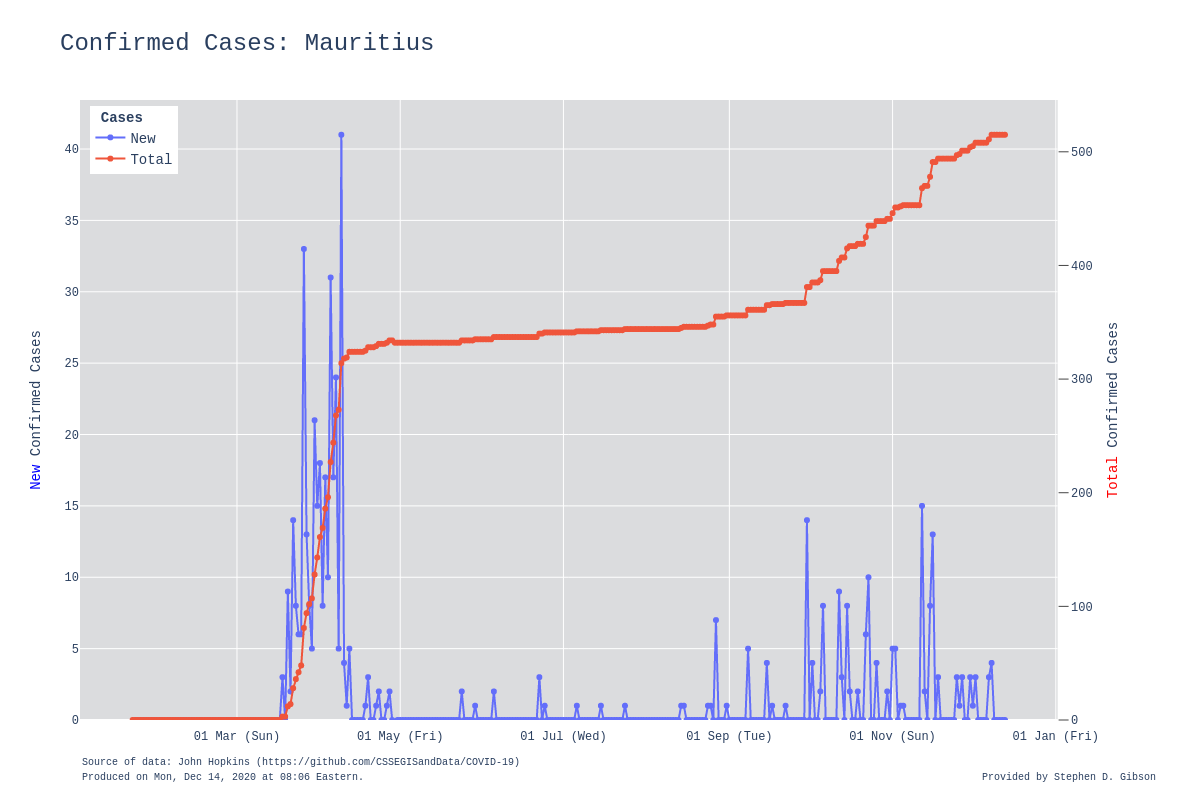 Confirmed Cases: Mauritius
Cases
New
Total
40
35
30
25
20
15
10
5
0
500
400
300
200
100
0
New Confirmed Cases
Total Confirmed Cases
01 Mar (Sun)
01 May (Fri)
01 Jul (Wed)
01 Sep (Tue)
01 Nov (Sun)
01 Jan (Fri)
Source of data: John Hopkins (https://github.com/CSSEGISandData/COVID-19)
Produced on Mon, Dec 14, 2020 at 08:06 Eastern.
Provided by Stephen D. Gibson